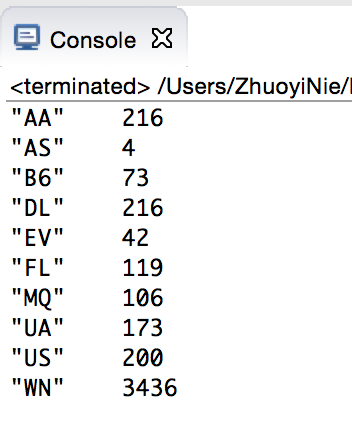 Console
<terminated> /Users/ZhuoyiNie/
"AA" 216
"AS" 4
"B6" 73
"DL" 216
"EV" 42
"FL" 119
"MQ" 106
"UA" 173
"US" 200
"WN" 3436